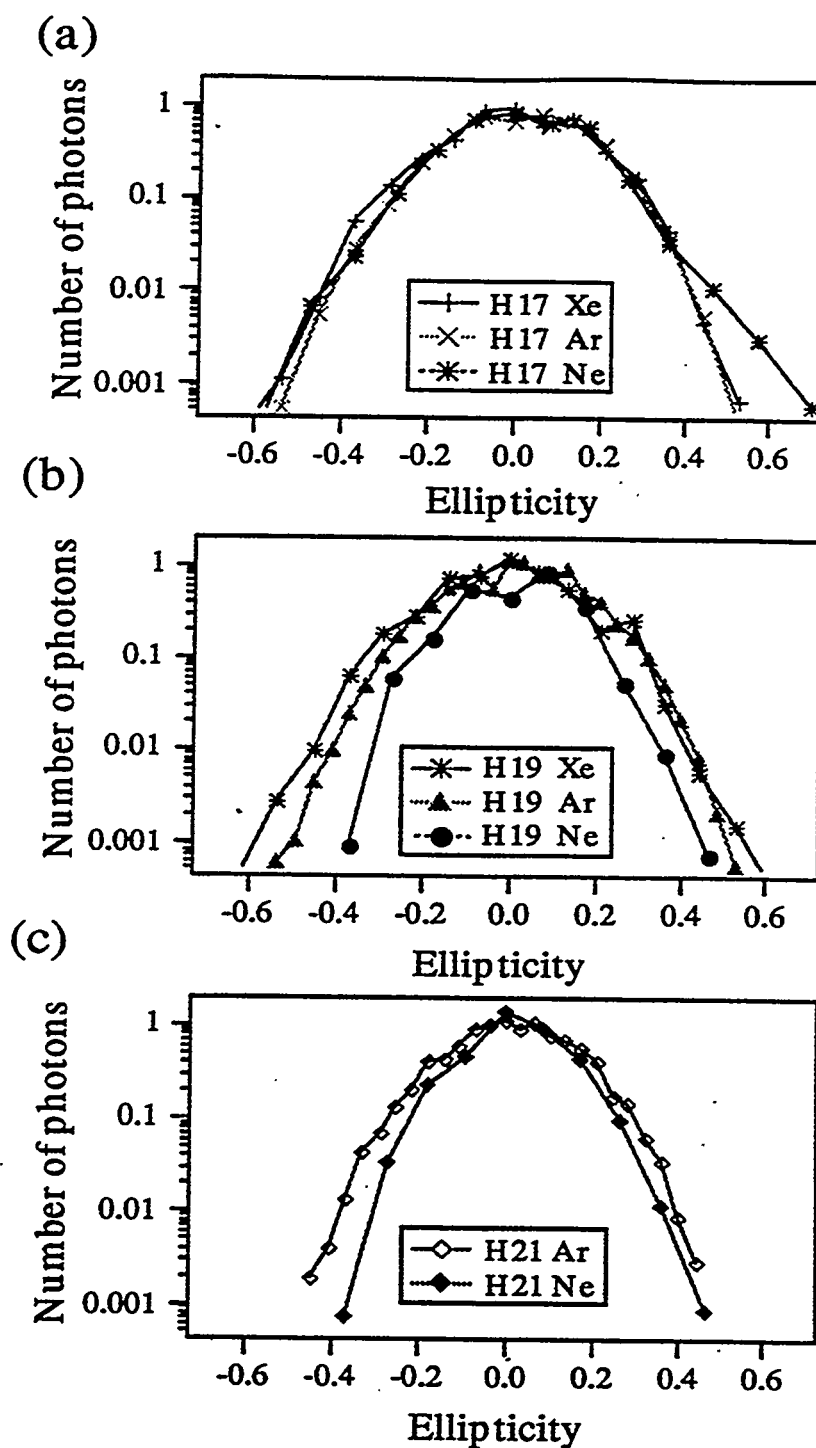 (a)
Number of photons
1
0.1
0.01
0.001
H17 Xe
H17 Ar
H17 Ne
-0.6 -0.4 -0.2 0.0 0.2 0.4 0.6
Ellipticity
(b)
Number of photons
1
0.1
0.01
0.001
H19 Xe
H19 Ar
H19 Ne
-0.6 -0.4 -0.2 0.0 0.2 0.4 0.6
Ellipticity
(c)
Number of photons
1
0.1
0.01
0.001
H21 Ar
H21 Ne
-0.6 -0.4 -0.2 0.0 0.2 0.4 0.6
Ellipticity